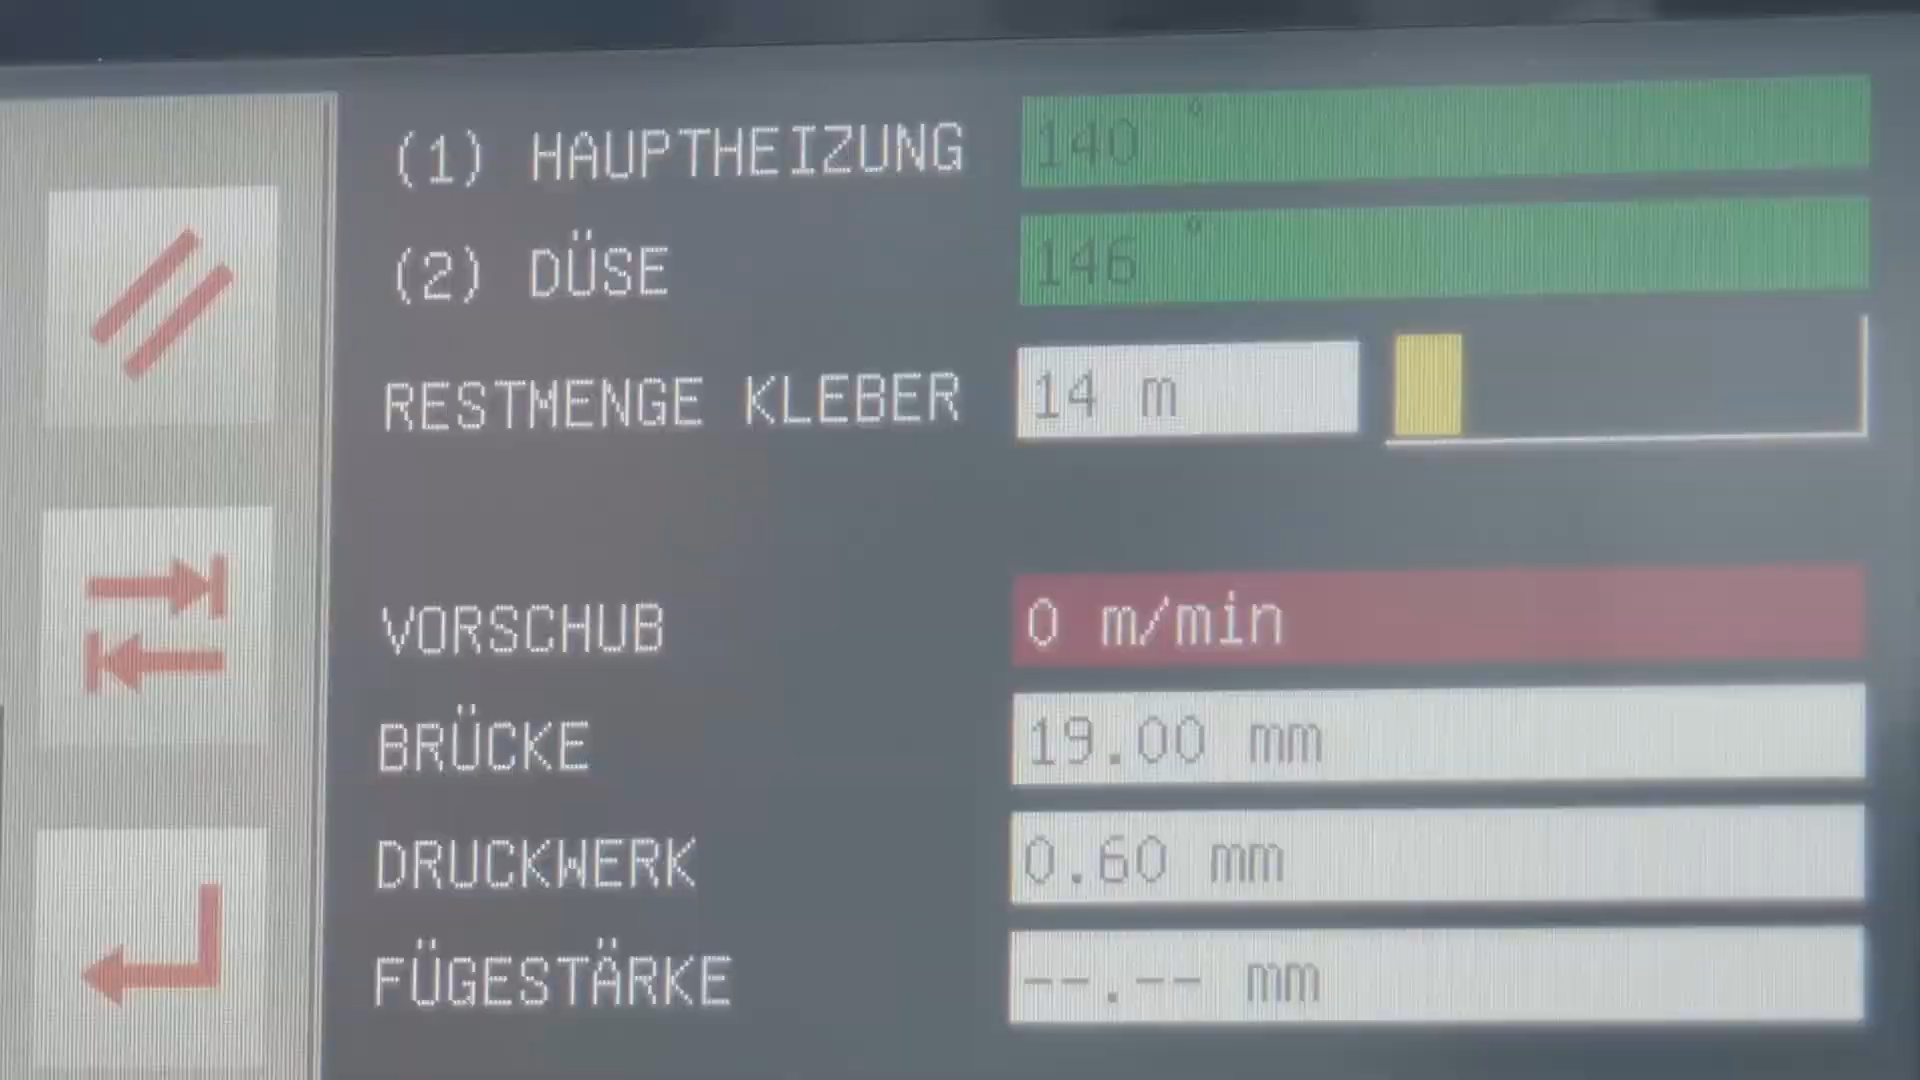 (1) HAUPTHEIZUNG 140 °
(2) DÜSE 146 °
RESTMENGE KLEBER 14 m
VORSCHUB 0 m/min
BRÜCKE 19.00 mm
DRUCKWERK 0.60 mm
FÜGESTÄRKE --.-- mm